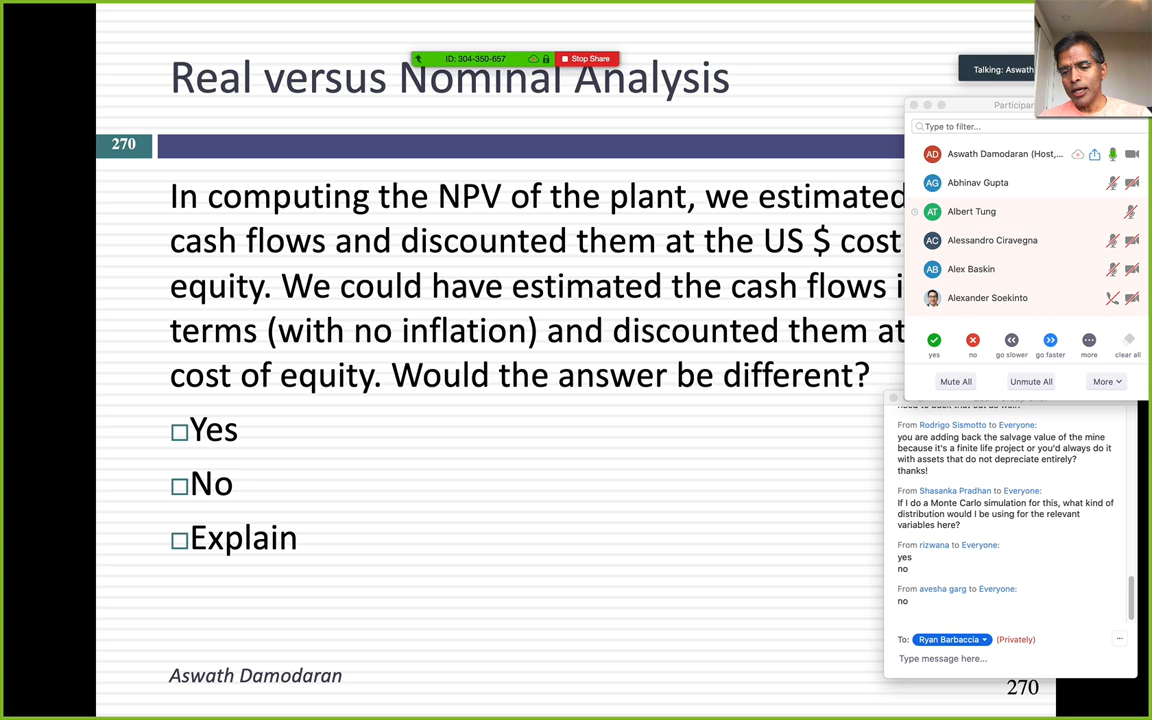 ID: 304-350-657
Stop Share
Real versus Nominal Analysis
Talking: Aswath
270
In computing the NPV of the plant, we estimated
cash flows and discounted them at the US $ cost
equity. We could have estimated the cash flows i
terms (with no inflation) and discounted them at
cost of equity. Would the answer be different?
Yes
No
Explain
Aswath Damodaran
270
Participan
Type to filter...
AD Aswath Damodaran (Host,...
AG Abhinav Gupta
AT Albert Tung
AC Alessandro Ciravegna
AB Alex Baskin
Alexander Soekinto
yes no go slower go faster more clear all
Mute All Unmute All More
From Rodrigo Sismotto to Everyone:
you are adding back the salvage value of the mine
because it's a finite life project or you'd always do it
with assets that do not depreciate entirely?
thanks!
From Shasanka Pradhan to Everyone:
If I do a Monte Carlo simulation for this, what kind of
distribution would I be using for the relevant
variables here?
From rizwana to Everyone:
yes
no
From avesha garg to Everyone:
no
To: Ryan Barbaccia (Privately)
Type message here...